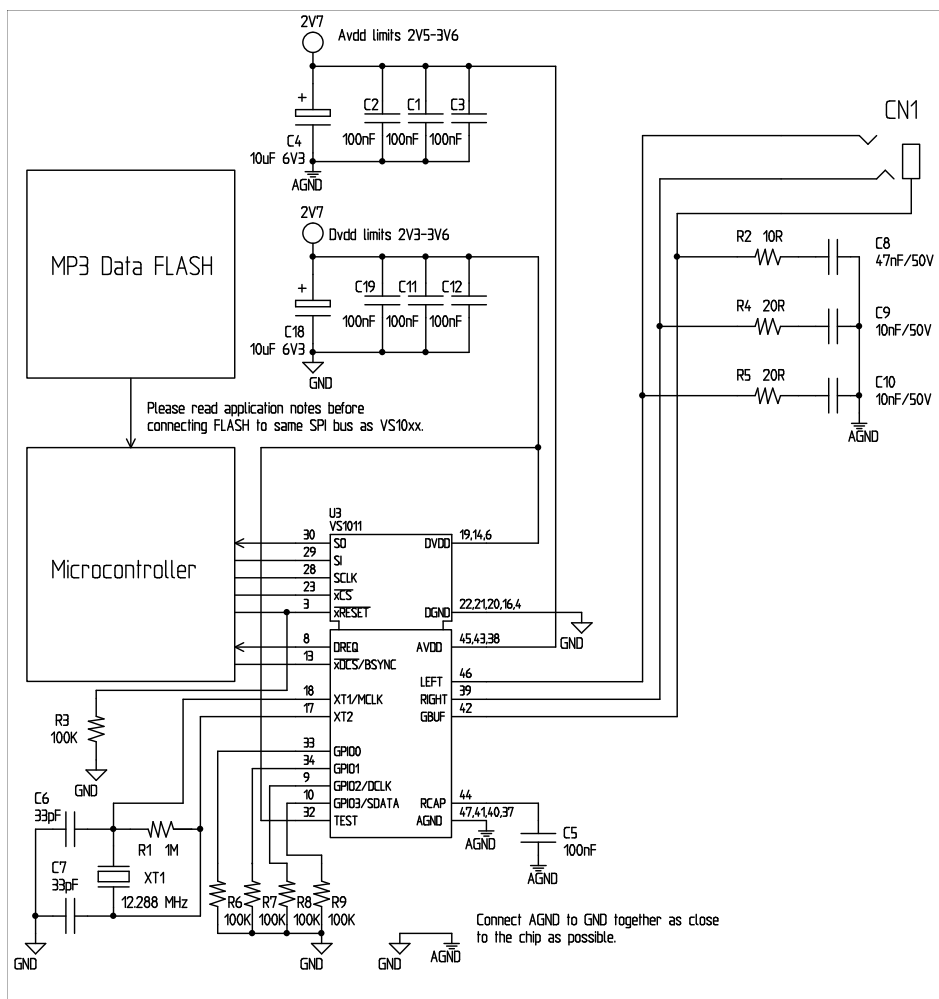 2V7
Avdd limits 2V5-3V6
+
C2
C1
C3
C4
10uF 6V3
100nF
100nF
100nF
AGND
CN1
2V7
Dvdd limits 2V3-3V6
MP3 Data FLASH
+
C19
C11
C12
C18
10uF 6V3
100nF
100nF
100nF
GND
R2 10R
C8
47nF/50V
R4 20R
C9
10nF/50V
R5 20R
C10
10nF/50V
AGND
Please read application notes before
connecting FLASH to same SPI bus as VS10xx.
Microcontroller
U3
VS1011
30 SO
29 SI
28 SCLK
23 xCS
3 xRESET
8 DREQ
13 xDCS/BSYNC
18 XT1/MCLK
17 XT2
33 GPIO0
34 GPIO1
9 GPIO2/DCLK
10 GPIO3/SDATA
32 TEST
DVDD 19,14,6
DGND 22,21,20,16,4
GND
AVDD 45,43,38
LEFT 46
RIGHT 39
GBUF 42
RCAP 44
AGND 47,41,40,37
AGND
C5
100nF
AGND
R3
100K
GND
C6
33pF
R1 1M
C7
33pF
XT1
12.288 MHz
GND
R6
100K
R7
100K
R8
100K
R9
100K
GND
GND
AGND
Connect AGND to GND together as close
to the chip as possible.